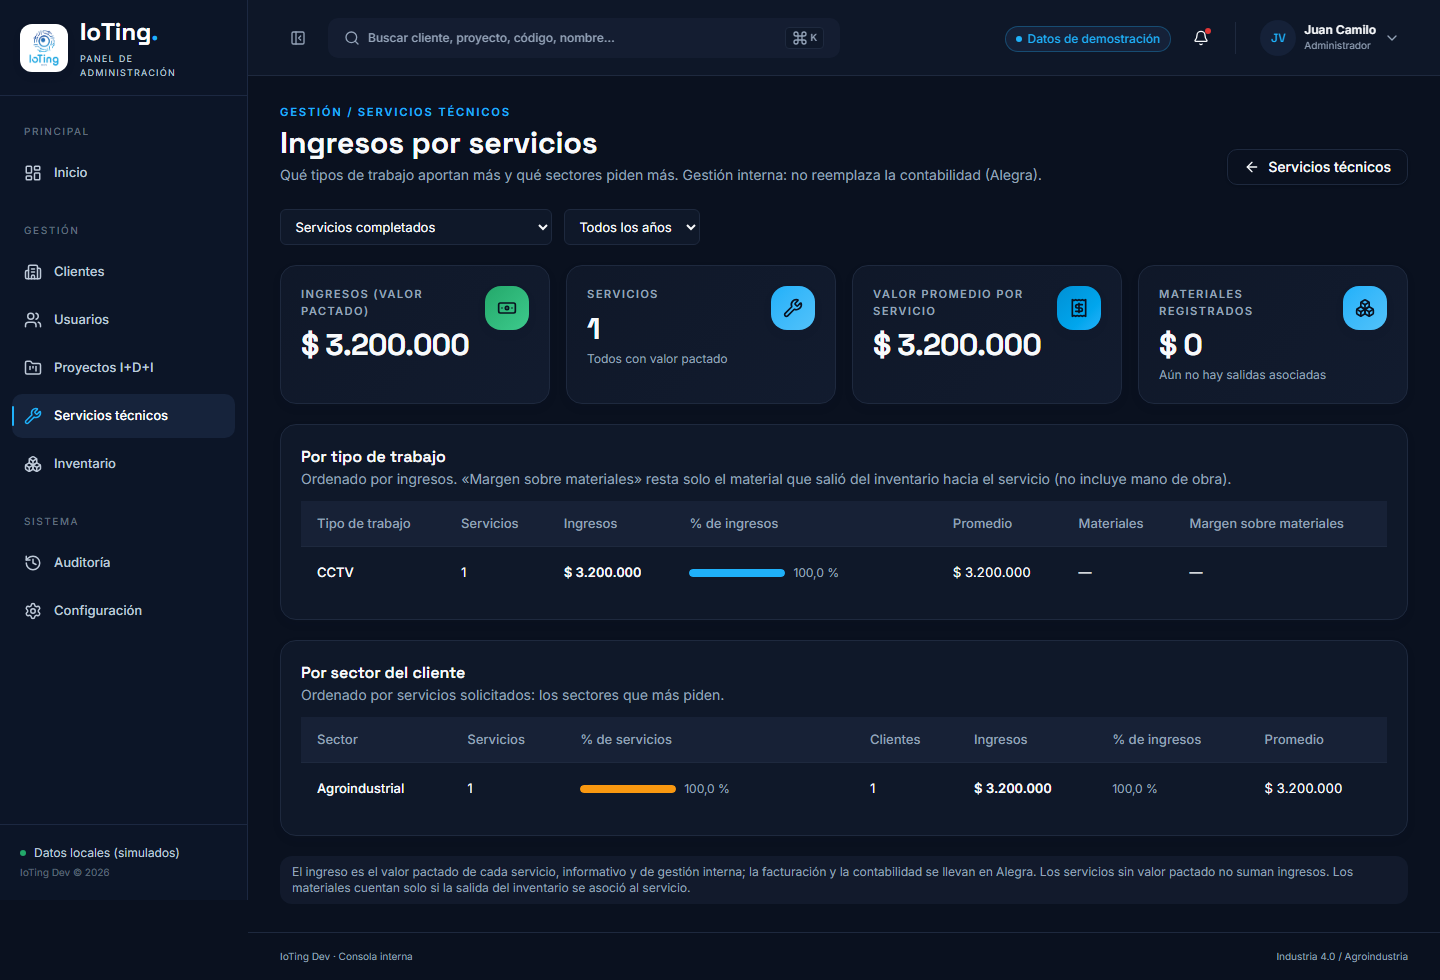 IoTing.
PANEL DE
ADMINISTRACIÓN
IoTing
Buscar cliente, proyecto, código, nombre...
⌘ K
Datos de demostración
JV
Juan Camilo
Administrador
PRINCIPAL
Inicio
GESTIÓN
Clientes
Usuarios
Proyectos I+D+I
Servicios técnicos
Inventario
SISTEMA
Auditoría
Configuración
Datos locales (simulados)
IoTing Dev © 2026
GESTIÓN / SERVICIOS TÉCNICOS
Ingresos por servicios
Qué tipos de trabajo aportan más y qué sectores piden más. Gestión interna: no reemplaza la contabilidad (Alegra).
← Servicios técnicos
Servicios completados
Todos los años
INGRESOS (VALOR
PACTADO)
$ 3.200.000
SERVICIOS
1
Todos con valor pactado
VALOR PROMEDIO POR
SERVICIO
$ 3.200.000
MATERIALES
REGISTRADOS
$ 0
Aún no hay salidas asociadas
Por tipo de trabajo
Ordenado por ingresos. «Margen sobre materiales» resta solo el material que salió del inventario hacia el servicio (no incluye mano de obra).
Tipo de trabajo Servicios Ingresos % de ingresos Promedio Materiales Margen sobre materiales
CCTV 1 $ 3.200.000 100,0 % $ 3.200.000 — —
Por sector del cliente
Ordenado por servicios solicitados: los sectores que más piden.
Sector Servicios % de servicios Clientes Ingresos % de ingresos Promedio
Agroindustrial 1 100,0 % 1 $ 3.200.000 100,0 % $ 3.200.000
El ingreso es el valor pactado de cada servicio, informativo y de gestión interna; la facturación y la contabilidad se llevan en Alegra. Los servicios sin valor pactado no suman ingresos. Los
materiales cuentan solo si la salida del inventario se asoció al servicio.
IoTing Dev · Consola interna
Industria 4.0 / Agroindustria